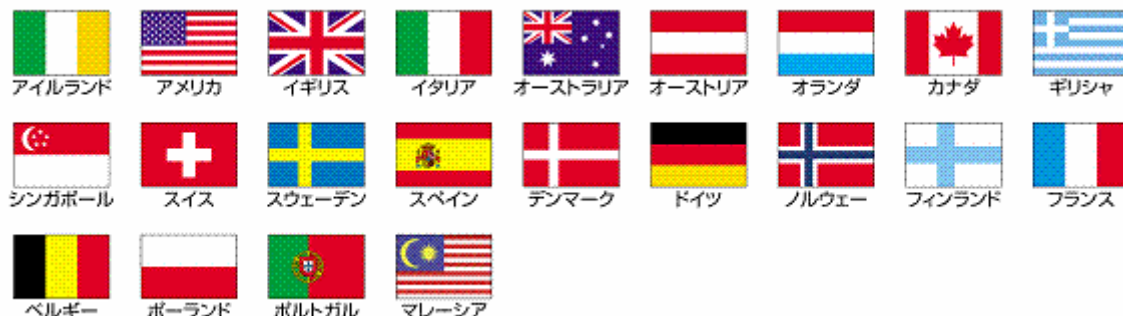 アイルランド アメリカ イギリス イタリア オーストラリア オーストリア オランダ カナダ ギリシャ
シンガポール スイス スウェーデン スペイン デンマーク ドイツ ノルウェー フィンランド フランス
ベルギー ポーランド ポルトガル マレーシア